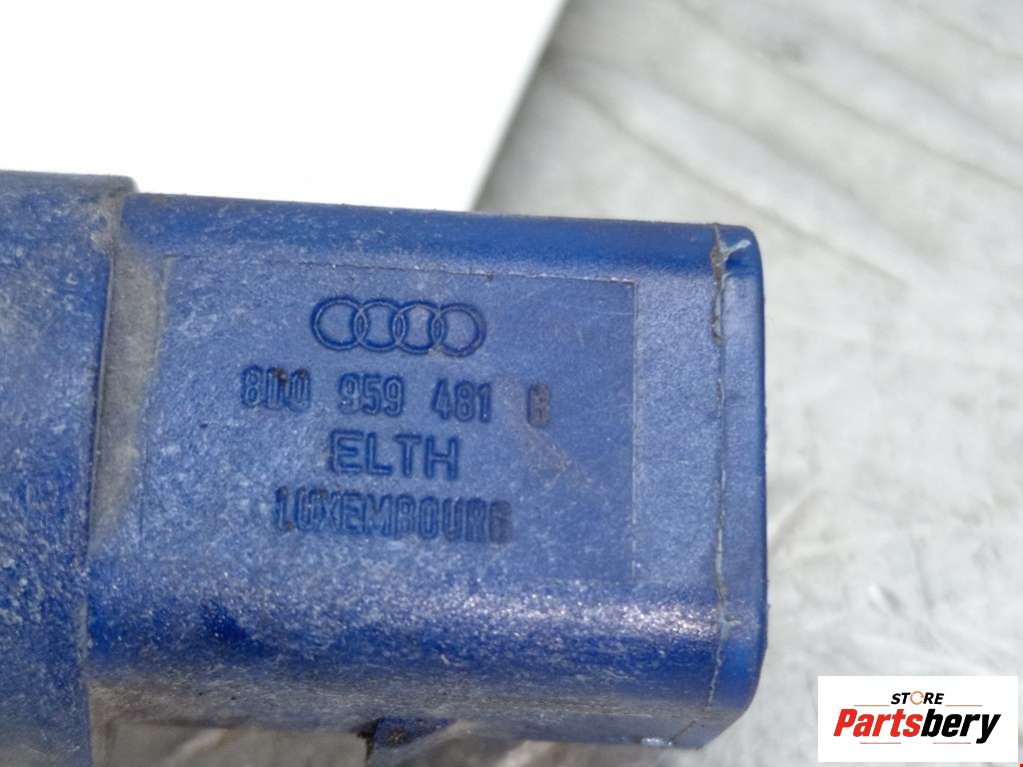 8D0 959 481 B
ELTH
LUXEMBOURG
STORE
Partsbery